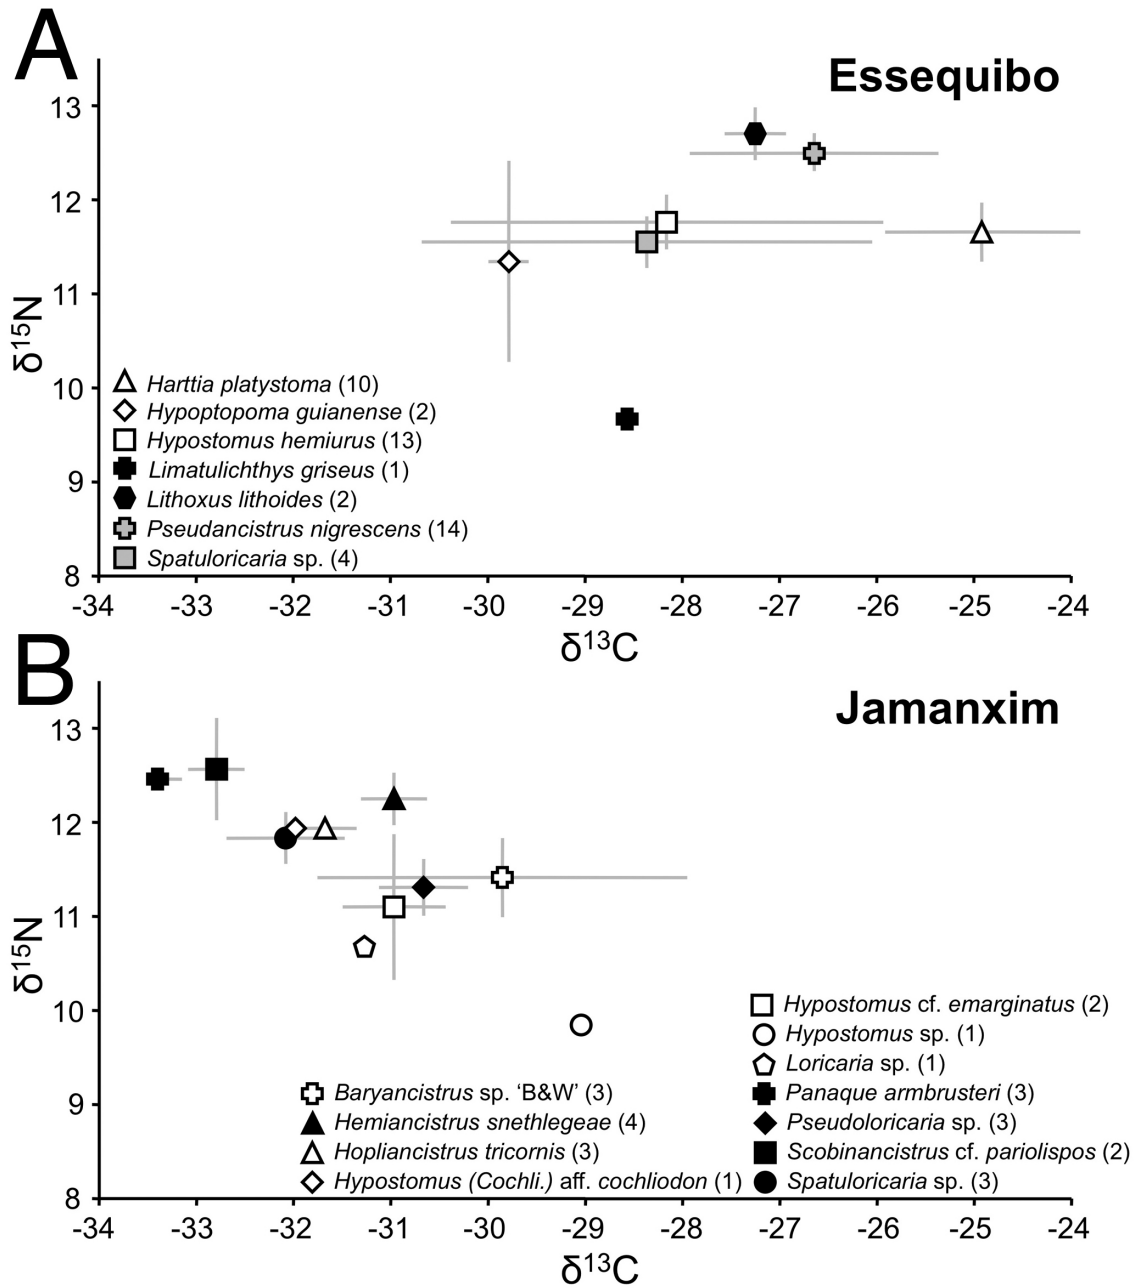 A
Essequibo
13
12
11
10
9
8
δ15N
Harttia platystoma (10)
Hypoptopoma guianense (2)
Hypostomus hemiurus (13)
Limatulichthys griseus (1)
Lithoxus lithoides (2)
Pseudancistrus nigrescens (14)
Spatuloricaria sp. (4)
-34 -33 -32 -31 -30 -29 -28 -27 -26 -25 -24
δ13C
B
Jamanxim
13
12
11
10
9
8
δ15N
Baryancistrus sp. ‘B&W’ (3)
Hemiancistrus snethlegeae (4)
Hopliancistrus tricornis (3)
Hypostomus (Cochli.) aff. cochliodon (1)
Hypostomus cf. emarginatus (2)
Hypostomus sp. (1)
Loricaria sp. (1)
Panaque armbrusteri (3)
Pseudoloricaria sp. (3)
Scobinancistrus cf. pariolispos (2)
Spatuloricaria sp. (3)
-34 -33 -32 -31 -30 -29 -28 -27 -26 -25 -24
δ13C